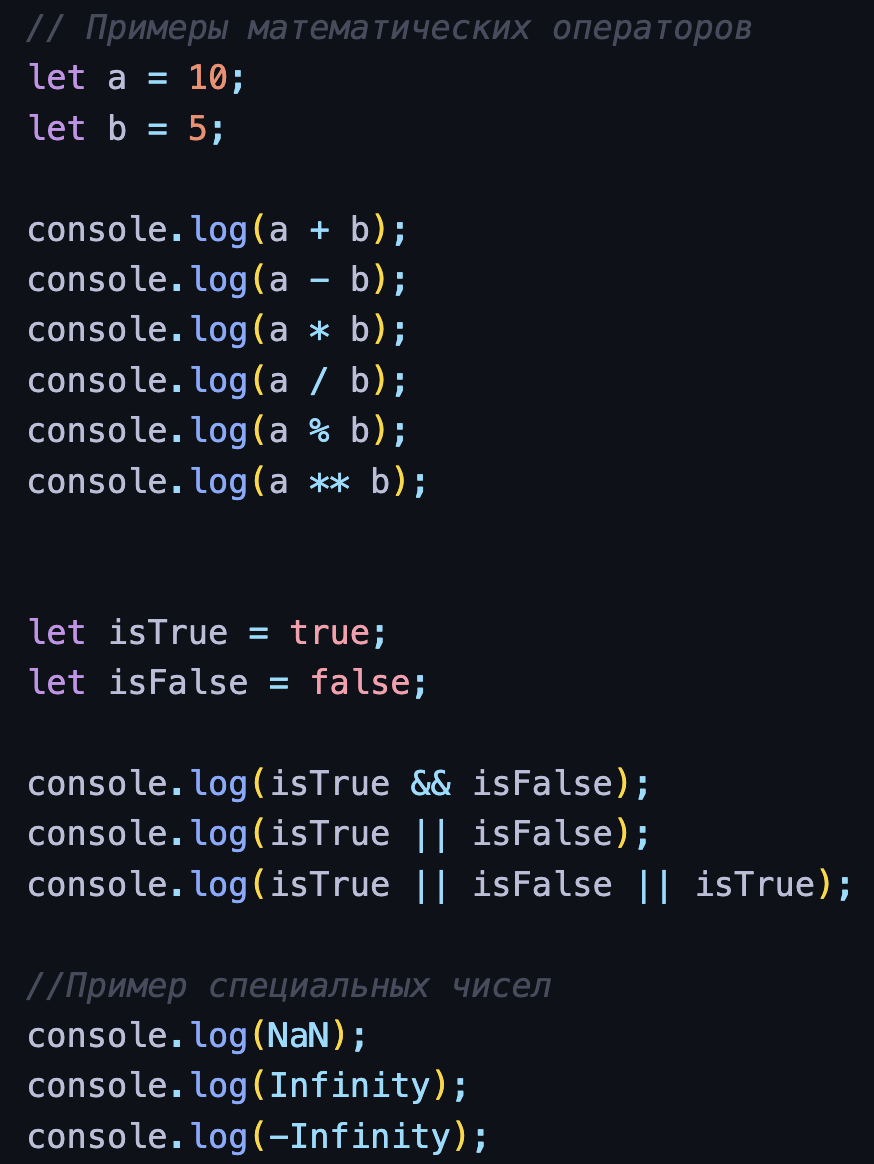 // Примеры математических операторов
let a = 10;
let b = 5;
console.log(a + b);
console.log(a - b);
console.log(a * b);
console.log(a / b);
console.log(a % b);
console.log(a ** b);
let isTrue = true;
let isFalse = false;
console.log(isTrue && isFalse);
console.log(isTrue || isFalse);
console.log(isTrue || isFalse || isTrue);
//Пример специальных чисел
console.log(NaN);
console.log(Infinity);
console.log(-Infinity);